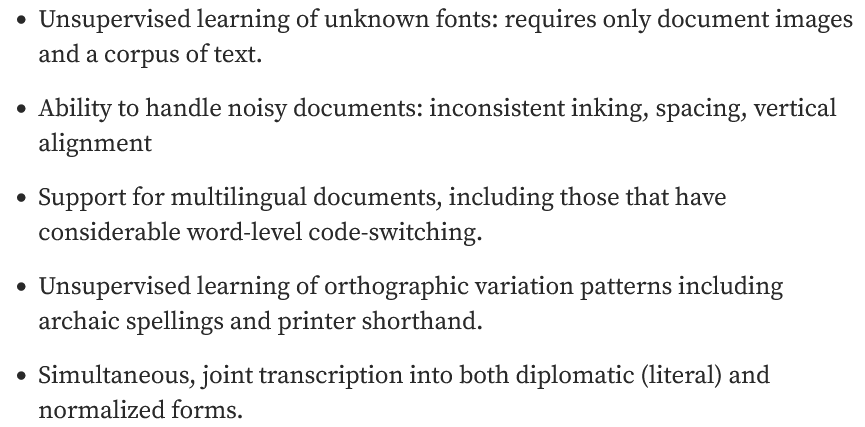 • Unsupervised learning of unknown fonts: requires only document images
and a corpus of text.
• Ability to handle noisy documents: inconsistent inking, spacing, vertical
alignment
• Support for multilingual documents, including those that have
considerable word-level code-switching.
• Unsupervised learning of orthographic variation patterns including
archaic spellings and printer shorthand.
• Simultaneous, joint transcription into both diplomatic (literal) and
normalized forms.